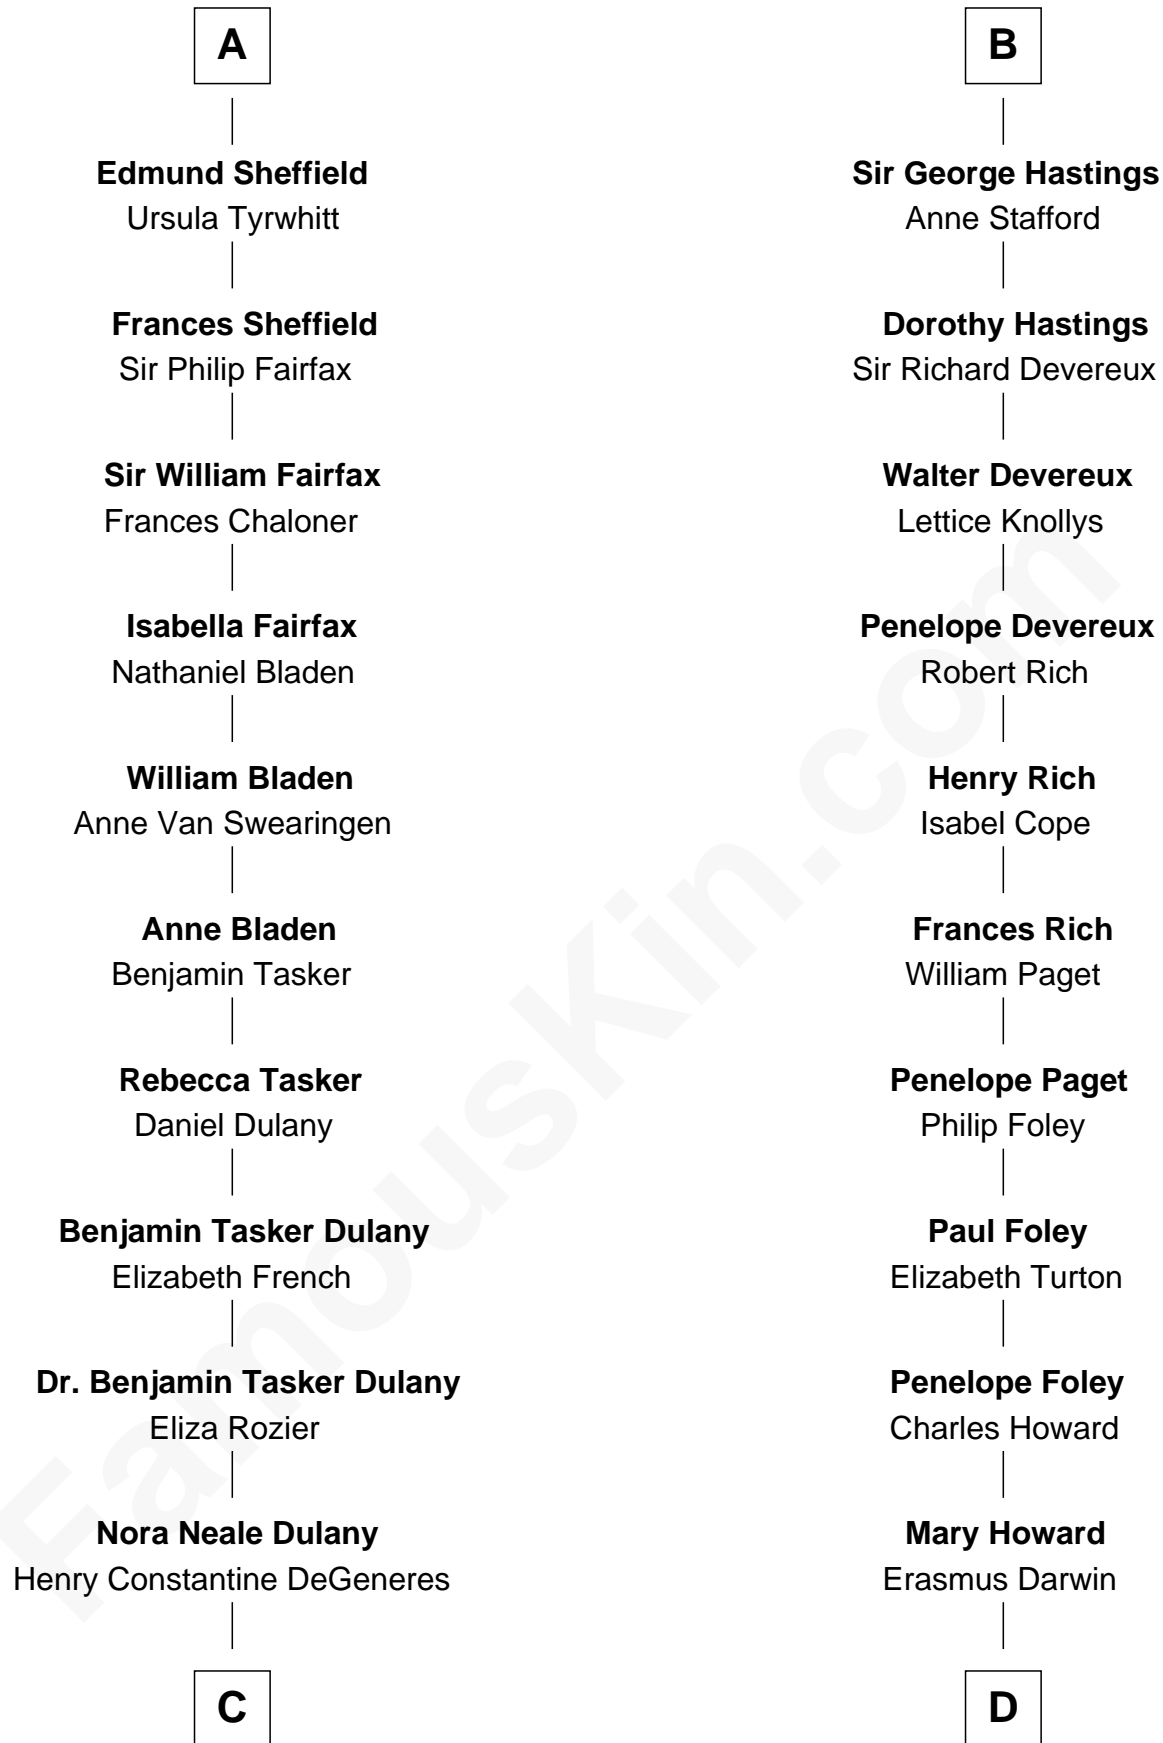 A
Edmund Sheffield
Ursula Tyrwhitt
Frances Sheffield
Sir Philip Fairfax
Sir William Fairfax
Frances Chaloner
Isabella Fairfax
Nathaniel Bladen
William Bladen
Anne Van Swearingen
Anne Bladen
Benjamin Tasker
Rebecca Tasker
Daniel Dulany
Benjamin Tasker Dulany
Elizabeth French
Dr. Benjamin Tasker Dulany
Eliza Rozier
Nora Neale Dulany
Henry Constantine DeGeneres
C
B
Sir George Hastings
Anne Stafford
Dorothy Hastings
Sir Richard Devereux
Walter Devereux
Lettice Knollys
Penelope Devereux
Robert Rich
Henry Rich
Isabel Cope
Frances Rich
William Paget
Penelope Paget
Philip Foley
Paul Foley
Elizabeth Turton
Penelope Foley
Charles Howard
Mary Howard
Erasmus Darwin
D
FamousKin.com